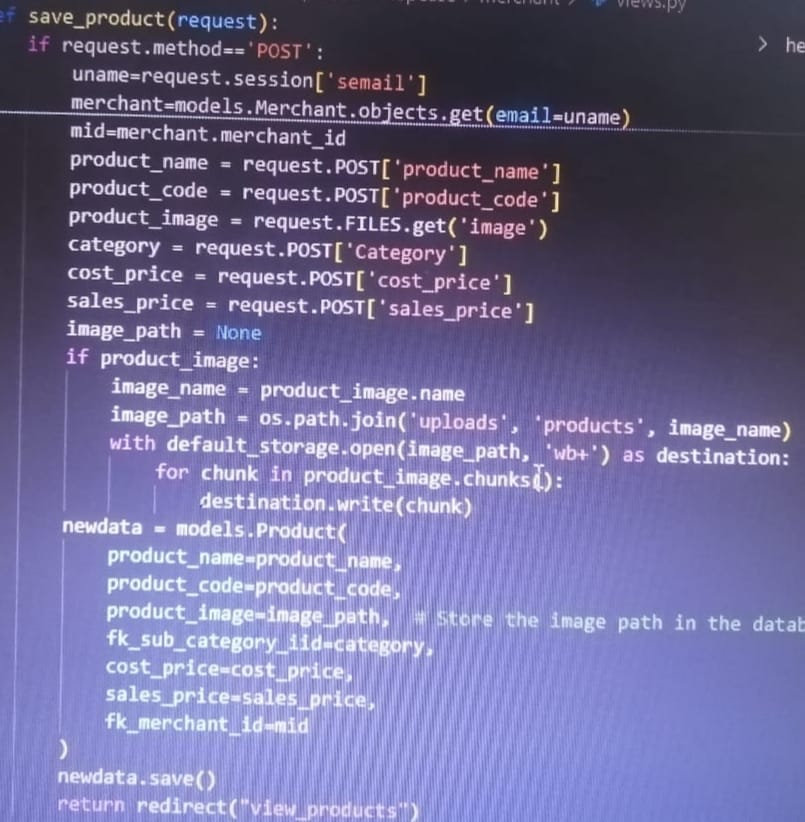 views.py
ef save_product(request):
if request.method=='POST':
> he
uname=request.session['semail']
merchant=models.Merchant.objects.get(email=uname)
mid=merchant.merchant_id
product_name = request.POST['product_name']
product_code = request.POST['product_code']
product_image = request.FILES.get('image')
category = request.POST['Category']
cost_price = request.POST['cost_price']
sales_price = request.POST['sales_price']
image_path = None
if product_image:
image_name = product_image.name
image_path = os.path.join('uploads', 'products', image_name)
with default_storage.open(image_path, 'wb+') as destination:
for chunk in product_image.chunks():
destination.write(chunk)
newdata = models.Product(
product_name=product_name,
product_code=product_code,
product_image=image_path, # Store the image path in the datab
fk_sub_category_iid=category,
cost_price=cost_price,
sales_price=sales_price,
fk_merchant_id=mid
)
newdata.save()
return redirect("view_products")